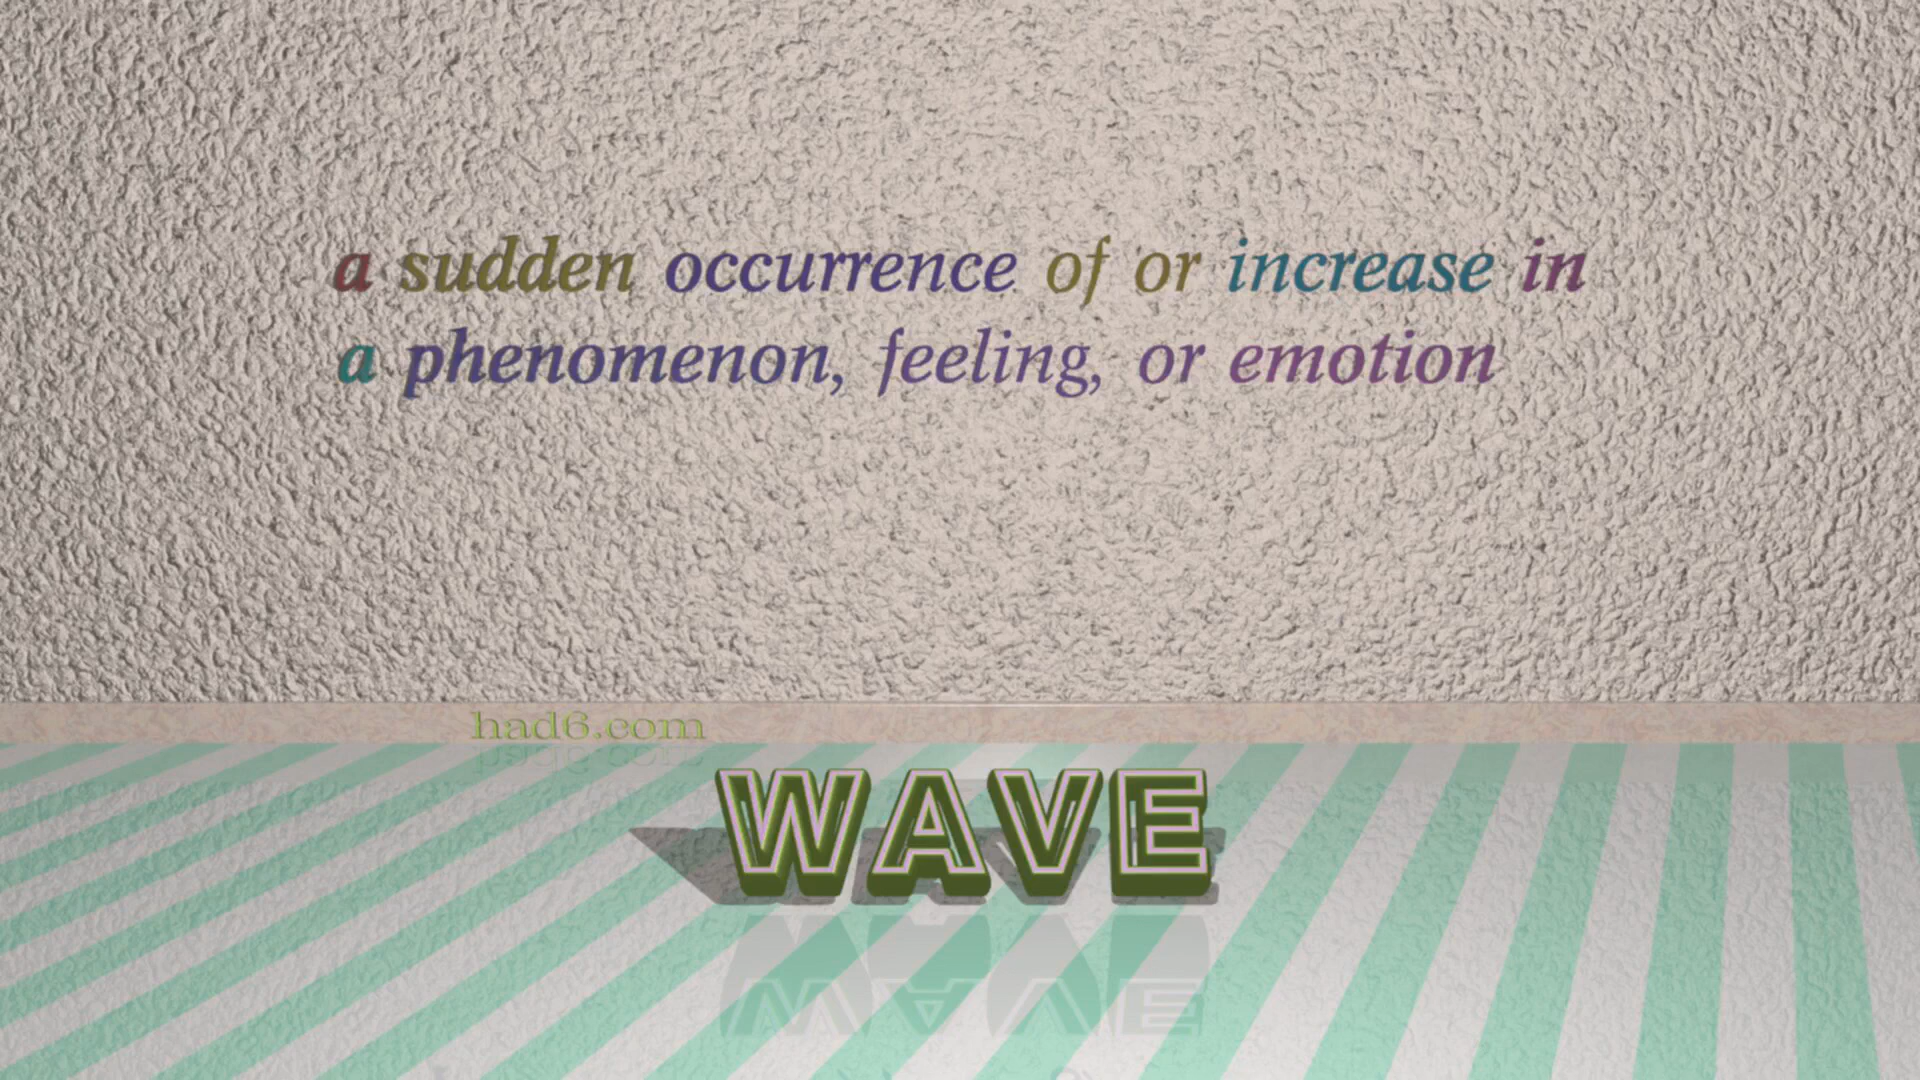 a sudden occurrence of or increase in
a phenomenon, feeling, or emotion
had6.com
WAVE